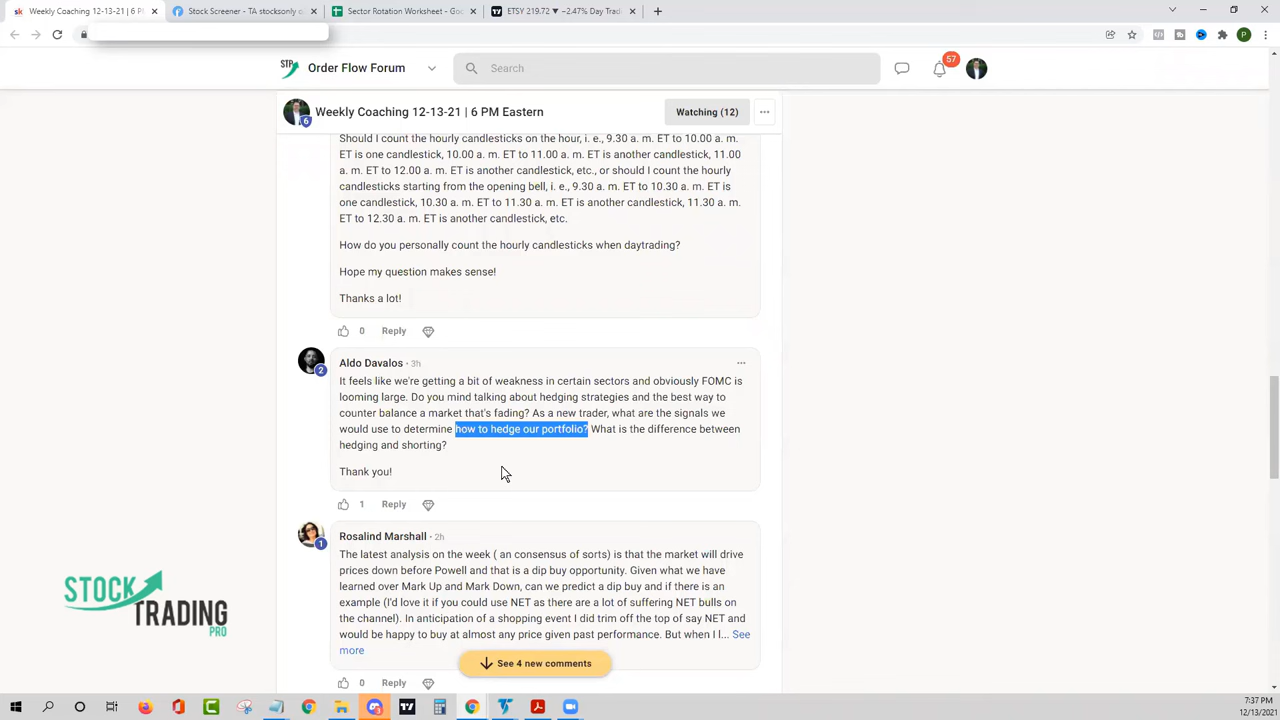 Weekly Coaching 12-13-21 | 6 P
Stock Screener - TA stocksonly o
Sector Rotation Worksheet - Goo
ETSY 219.72 ▼ −2.47% Day Trad
P
STP
Order Flow Forum
Search
57
6
Weekly Coaching 12-13-21 | 6 PM Eastern
Watching (12)
Should I count the hourly candlesticks on the hour, i. e., 9.30 a. m. ET to 10.00 a. m.
ET is one candlestick, 10.00 a. m. ET to 11.00 a. m. ET is another candlestick, 11.00
a. m. ET to 12.00 a. m. ET is another candlestick, etc., or should I count the hourly
candlesticks starting from the opening bell, i. e., 9.30 a. m. ET to 10.30 a. m. ET is
one candlestick, 10.30 a. m. ET to 11.30 a. m. ET is another candlestick, 11.30 a. m.
ET to 12.30 a. m. ET is another candlestick, etc.
How do you personally count the hourly candlesticks when daytrading?
Hope my question makes sense!
Thanks a lot!
0 Reply
2
Aldo Davalos · 3h
It feels like we're getting a bit of weakness in certain sectors and obviously FOMC is
looming large. Do you mind talking about hedging strategies and the best way to
counter balance a market that's fading? As a new trader, what are the signals we
would use to determine how to hedge our portfolio? What is the difference between
hedging and shorting?
Thank you!
1 Reply
1
Rosalind Marshall · 2h
The latest analysis on the week ( an consensus of sorts) is that the market will drive
prices down before Powell and that is a dip buy opportunity. Given what we have
learned over Mark Up and Mark Down, can we predict a dip buy and if there is an
example (I'd love it if you could use NET as there are a lot of suffering NET bulls on
the channel). In anticipation of a shopping event I did trim off the top of say NET and
would be happy to buy at almost any price given past performance. But when I l... See
more
See 4 new comments
0 Reply
STOCK
TRADING
PRO
7:37 PM
12/13/2021